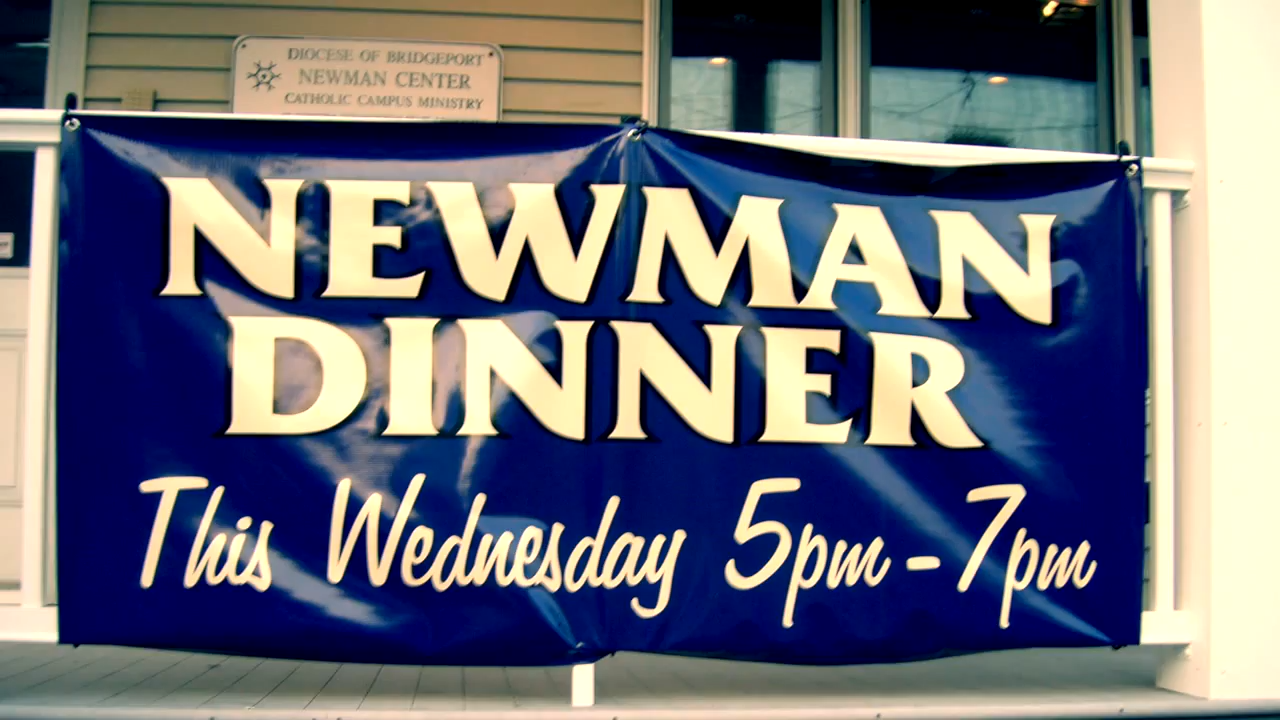 DIOCESE OF BRIDGEPORT
NEWMAN CENTER
CATHOLIC CAMPUS MINISTRY
NEWMAN
DINNER
This Wednesday 5pm - 7pm